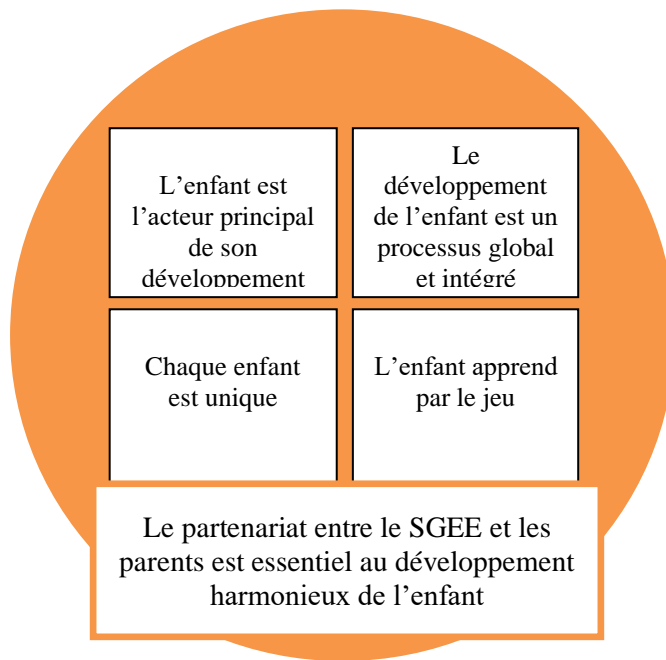 L’enfant est
l’acteur principal
de son
développement
Le
développement
de l’enfant est un
processus global
et intégré
Chaque enfant
est unique
L’enfant apprend
par le jeu
Le partenariat entre le SGEE et les
parents est essentiel au développement
harmonieux de l’enfant